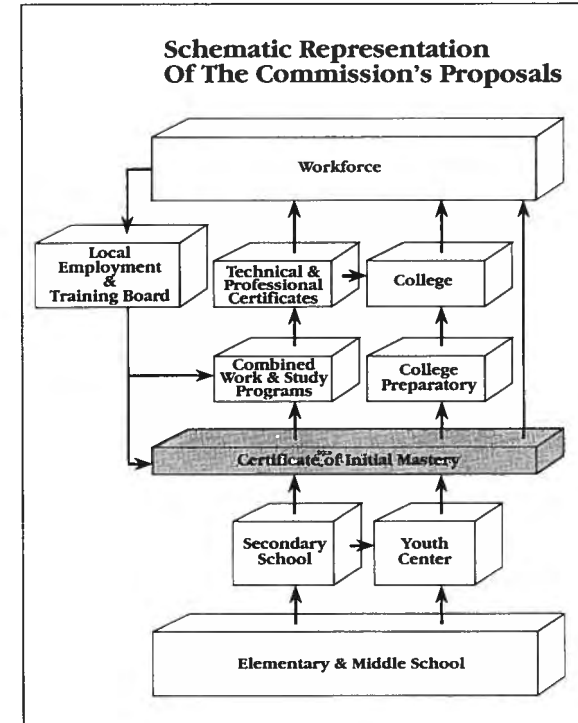 Schematic Representation
Of The Commission's Proposals
Workforce
Local
Employment
&
Training Board
Technical &
Professional
Certificates
College
Combined
Work & Study
Programs
College
Preparatory
Certificate of Initial Mastery
Secondary
School
Youth
Center
Elementary & Middle School